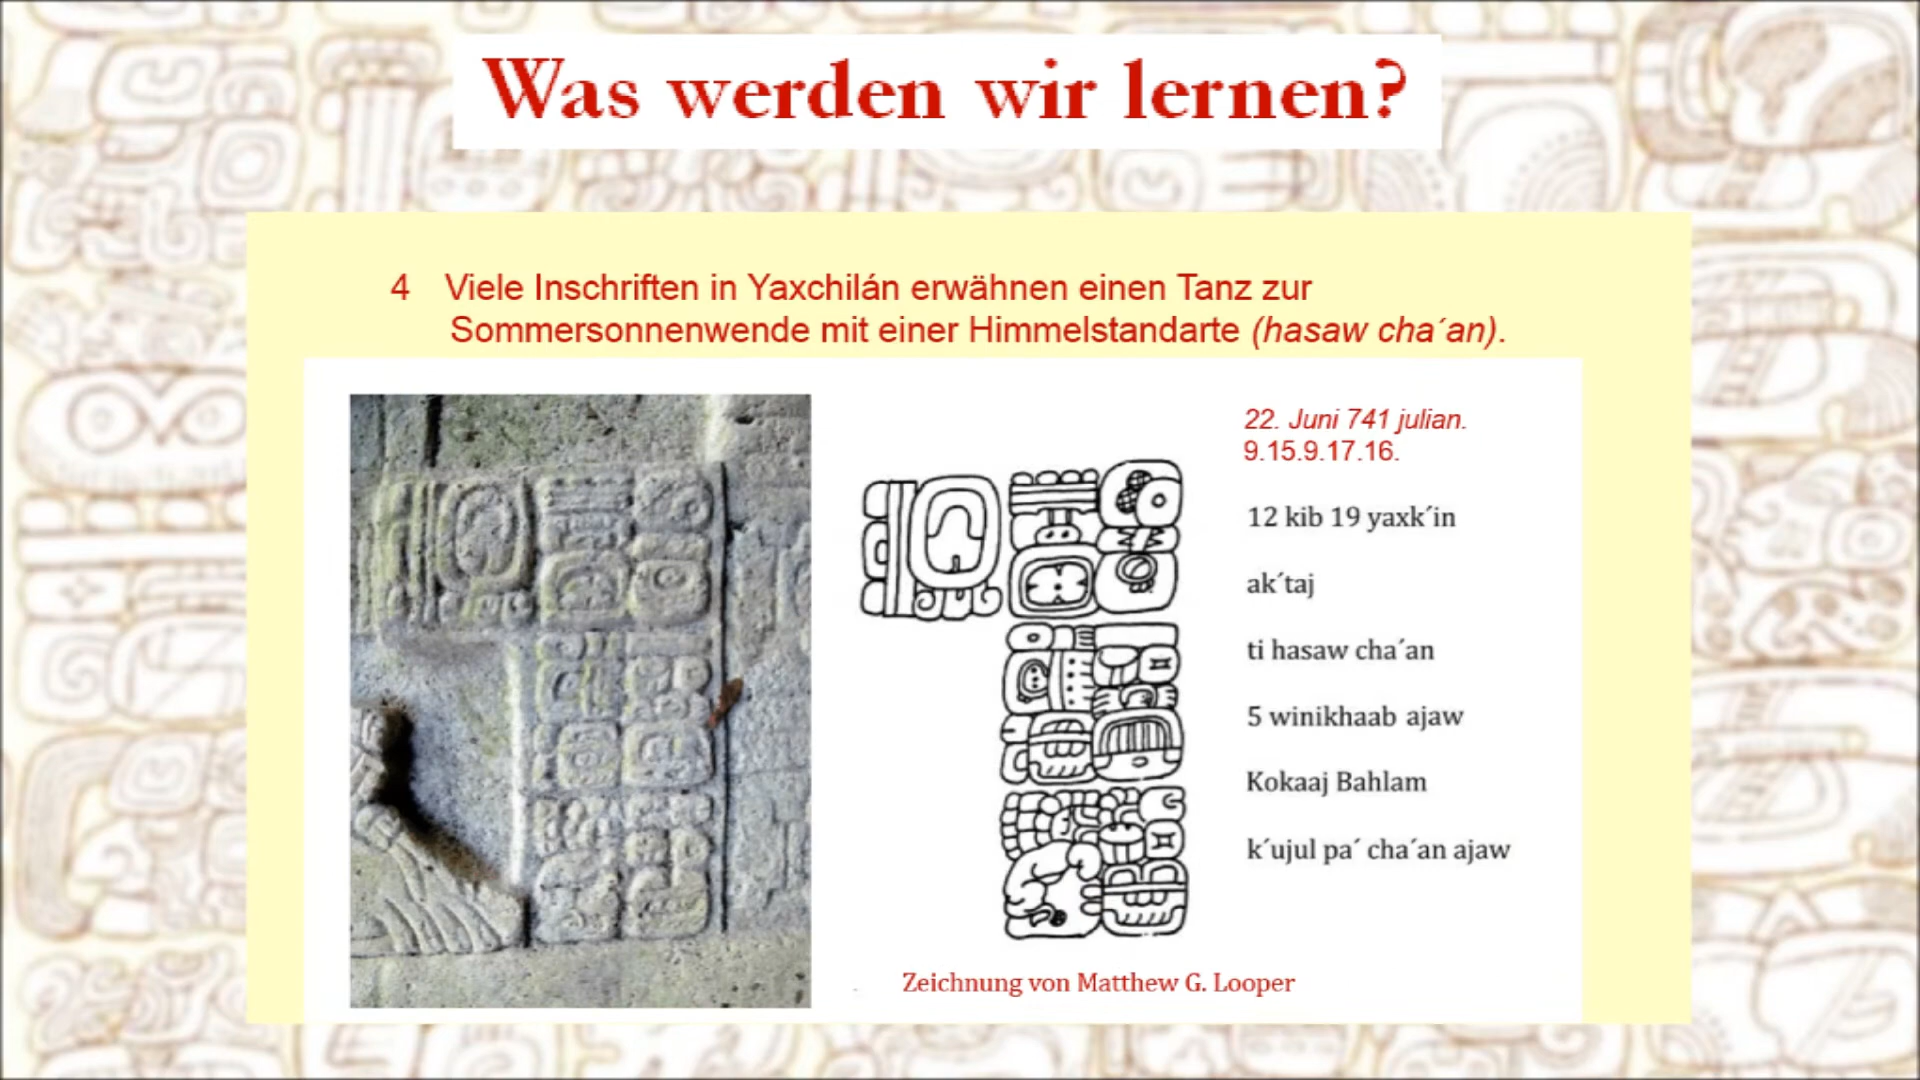 Was werden wir lernen?
4 Viele Inschriften in Yaxchilán erwähnen einen Tanz zur
Sommersonnenwende mit einer Himmelstandarte (hasaw cha´an).
22. Juni 741 julian.
9.15.9.17.16.
12 kib 19 yaxk´in
ak´taj
ti hasaw cha´an
5 winikhaab ajaw
Kokaaj Bahlam
k´ujul pa´ cha´an ajaw
Zeichnung von Matthew G. Looper